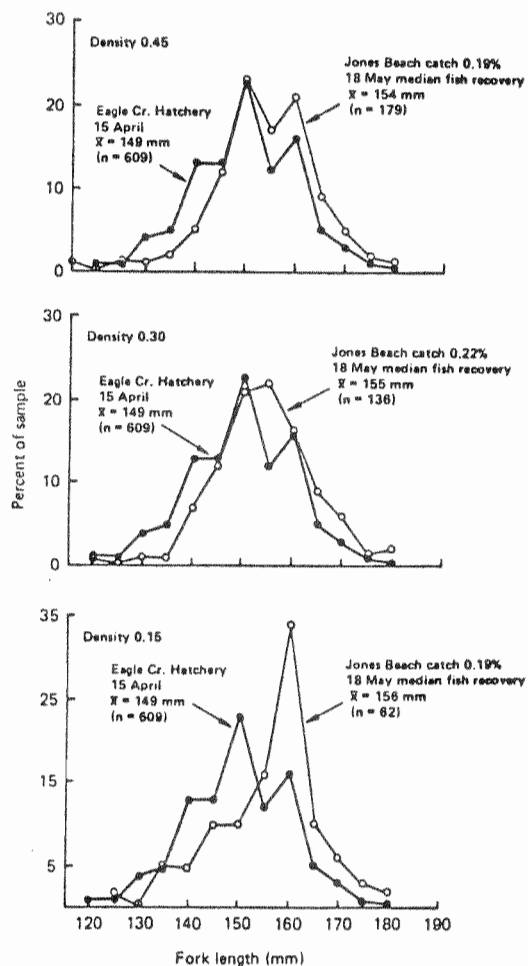 30
Density 0.45
Jones Beach catch 0.19%
18 May median fish recovery
x̄ = 154 mm
(n = 179)
Eagle Cr. Hatchery
15 April
x̄ = 149 mm
(n = 609)
20
10
0
30
Density 0.30
Jones Beach catch 0.22%
18 May median fish recovery
x̄ = 155 mm
(n = 136)
Eagle Cr. Hatchery
15 April
x̄ = 149 mm
(n = 609)
20
10
0
Percent of sample
35
Density 0.15
Eagle Cr. Hatchery
15 April
x̄ = 149 mm
(n = 609)
Jones Beach catch 0.19%
18 May median fish recovery
x̄ = 156 mm
(n = 62)
25
15
5
120 130 140 150 160 170 180 190
Fork length (mm)